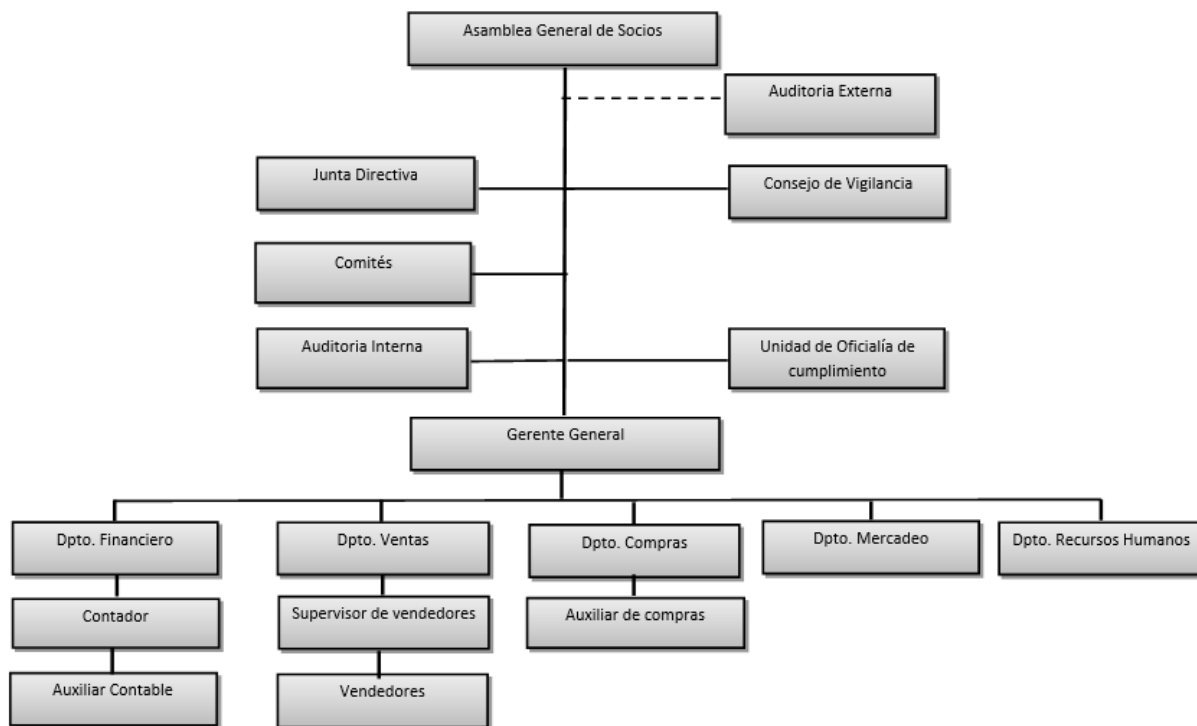 Asamblea General de Socios
Auditoria Externa
Junta Directiva
Consejo de Vigilancia
Comités
Auditoria Interna
Unidad de Oficialía de
cumplimiento
Gerente General
Dpto. Financiero
Dpto. Ventas
Dpto. Compras
Dpto. Mercadeo
Dpto. Recursos Humanos
Contador
Supervisor de vendedores
Auxiliar de compras
Auxiliar Contable
Vendedores